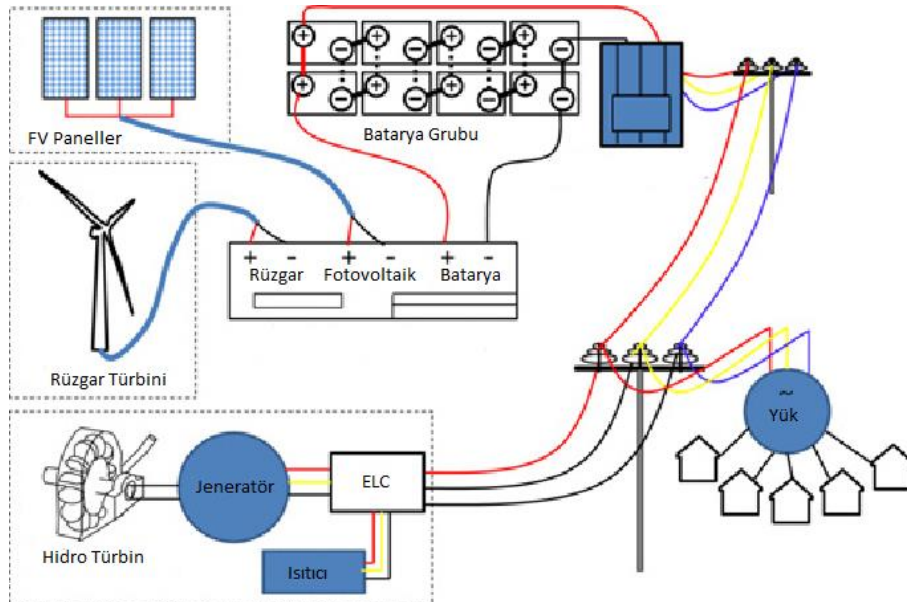 FV Paneller
Batarya Grubu
+ - + - + -
Rüzgar Fotovoltaik Batarya
Rüzgar Türbini
~
Yük
Jeneratör
ELC
Hidro Türbin
Isıtıcı